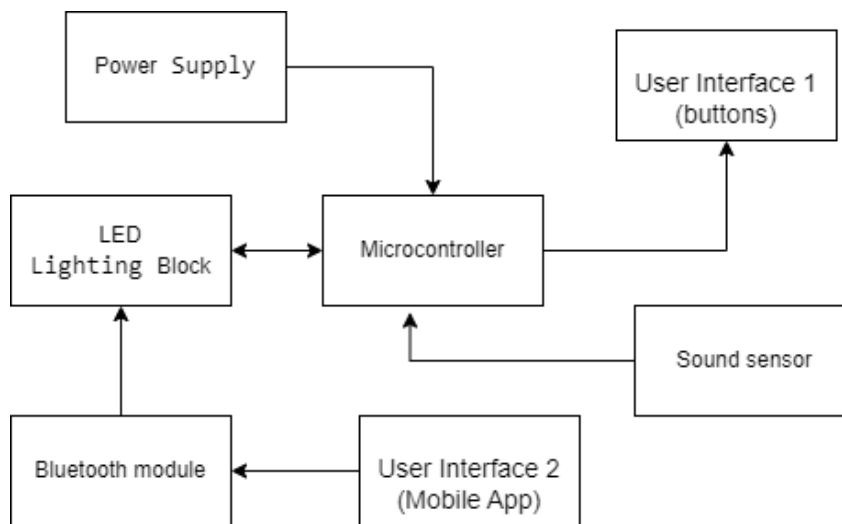 Power Supply
User Interface 1
(buttons)
LED
Lighting Block
Microcontroller
Sound sensor
Bluetooth module
User Interface 2
(Mobile App)